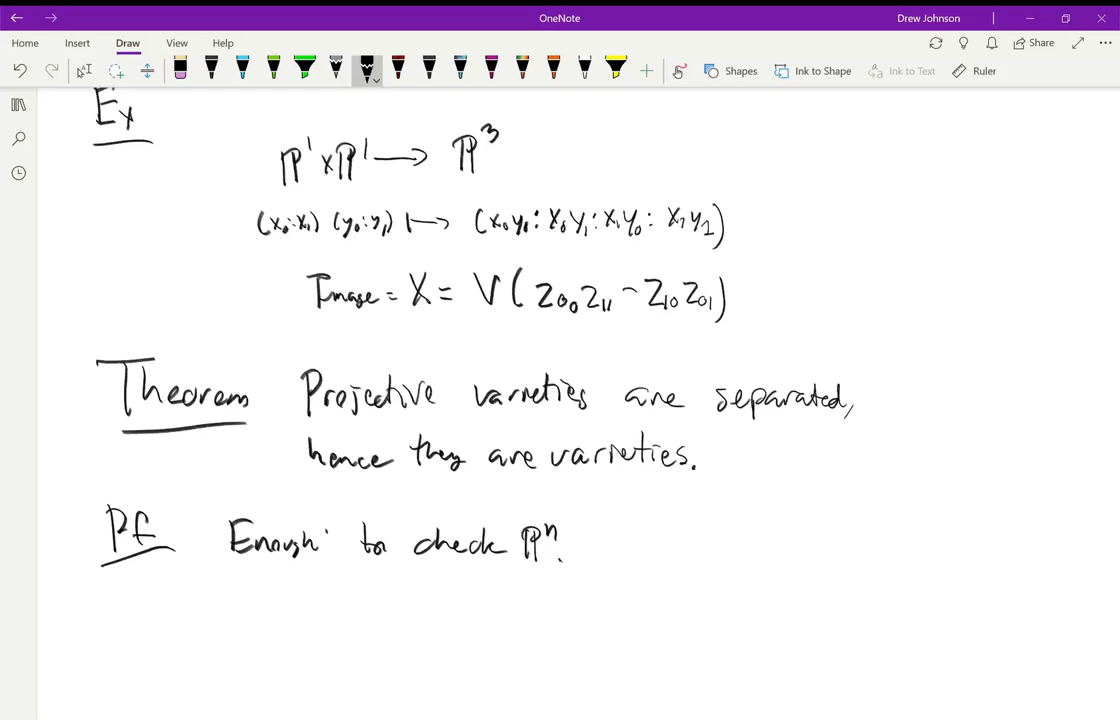 OneNote
Drew Johnson
Home Insert Draw View Help
Share
Shapes Ink to Shape Ink to Text Ruler
Ex
ℙ¹ × ℙ¹ ⟶ ℙ³
(x₀:x₁) (y₀:y₁) ⟼ (x₀y₀ : x₀y₁ : x₁y₀ : x₁y₁)
Image = X = V(z₀₀z₁₁ − z₁₀z₀₁)
Theorem Projective varieties are separated,
hence they are varieties.
Pf Enough to check ℙⁿ.